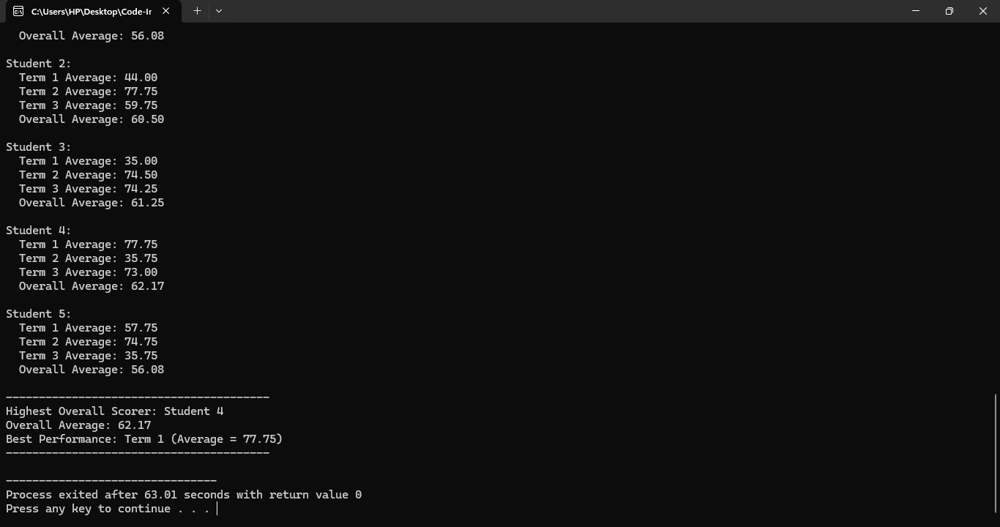 C:\Users\HP\Desktop\Code-Ir
Overall Average: 56.08
Student 2:
Term 1 Average: 44.00
Term 2 Average: 77.75
Term 3 Average: 59.75
Overall Average: 60.50
Student 3:
Term 1 Average: 35.00
Term 2 Average: 74.50
Term 3 Average: 74.25
Overall Average: 61.25
Student 4:
Term 1 Average: 77.75
Term 2 Average: 35.75
Term 3 Average: 73.00
Overall Average: 62.17
Student 5:
Term 1 Average: 57.75
Term 2 Average: 74.75
Term 3 Average: 35.75
Overall Average: 56.08
----------------------------------------
Highest Overall Scorer: Student 4
Overall Average: 62.17
Best Performance: Term 1 (Average = 77.75)
----------------------------------------
--------------------------------
Process exited after 63.01 seconds with return value 0
Press any key to continue . . .